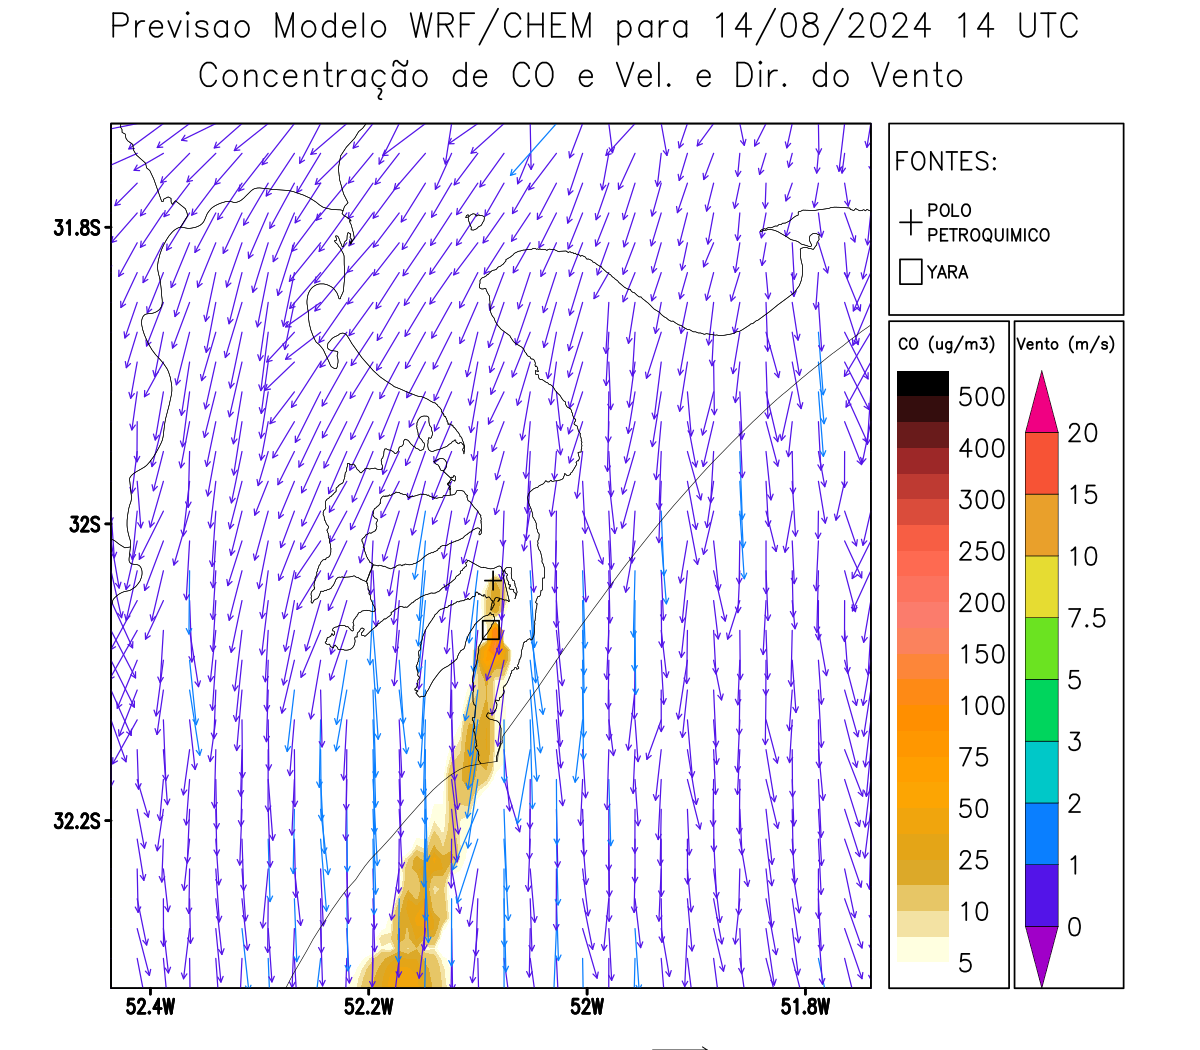 Previsao Modelo WRF/CHEM para 14/08/2024 14 UTC
Concentração de CO e Vel. e Dir. do Vento
FONTES:
POLO
PETROQUIMICO
YARA
CO (ug/m3)
500
400
300
250
200
150
100
75
50
25
10
5
Vento (m/s)
20
15
10
7.5
5
3
2
1
0
31.8S
32S
32.2S
52.4W
52.2W
52W
51.8W